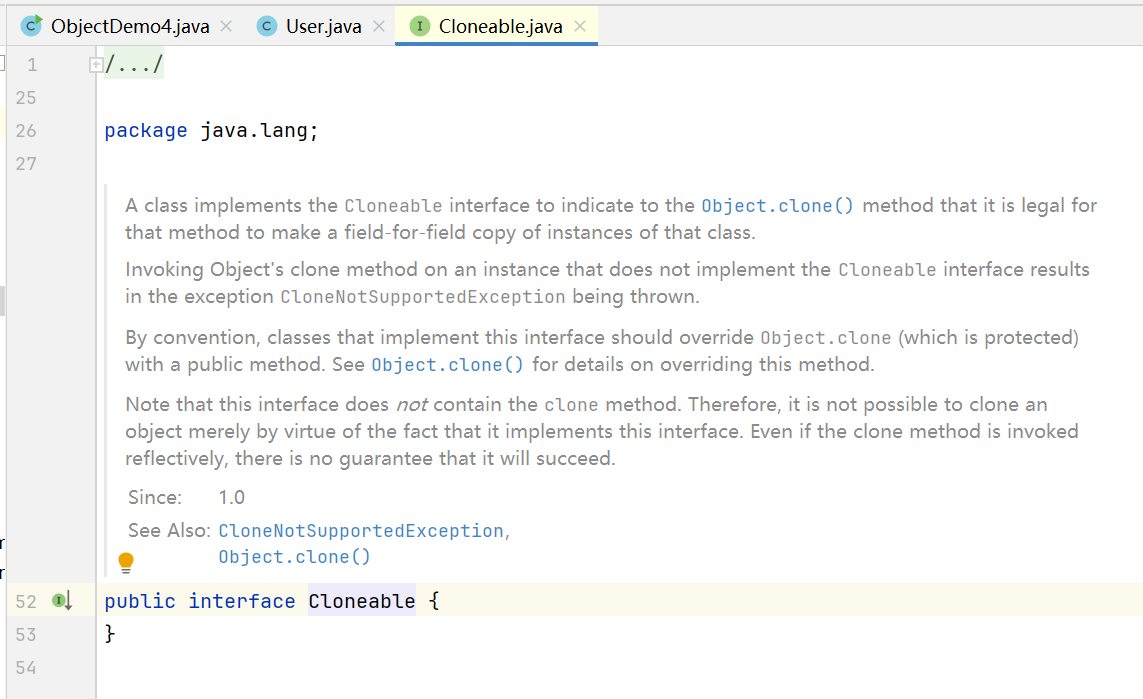 ObjectDemo4.java User.java Cloneable.java
1 /.../
25
26 package java.lang;
27
A class implements the Cloneable interface to indicate to the Object.clone() method that it is legal for
that method to make a field-for-field copy of instances of that class.
Invoking Object's clone method on an instance that does not implement the Cloneable interface results
in the exception CloneNotSupportedException being thrown.
By convention, classes that implement this interface should override Object.clone (which is protected)
with a public method. See Object.clone() for details on overriding this method.
Note that this interface does not contain the clone method. Therefore, it is not possible to clone an
object merely by virtue of the fact that it implements this interface. Even if the clone method is invoked
reflectively, there is no guarantee that it will succeed.
Since: 1.0
See Also: CloneNotSupportedException,
Object.clone()
52 public interface Cloneable {
53 }
54